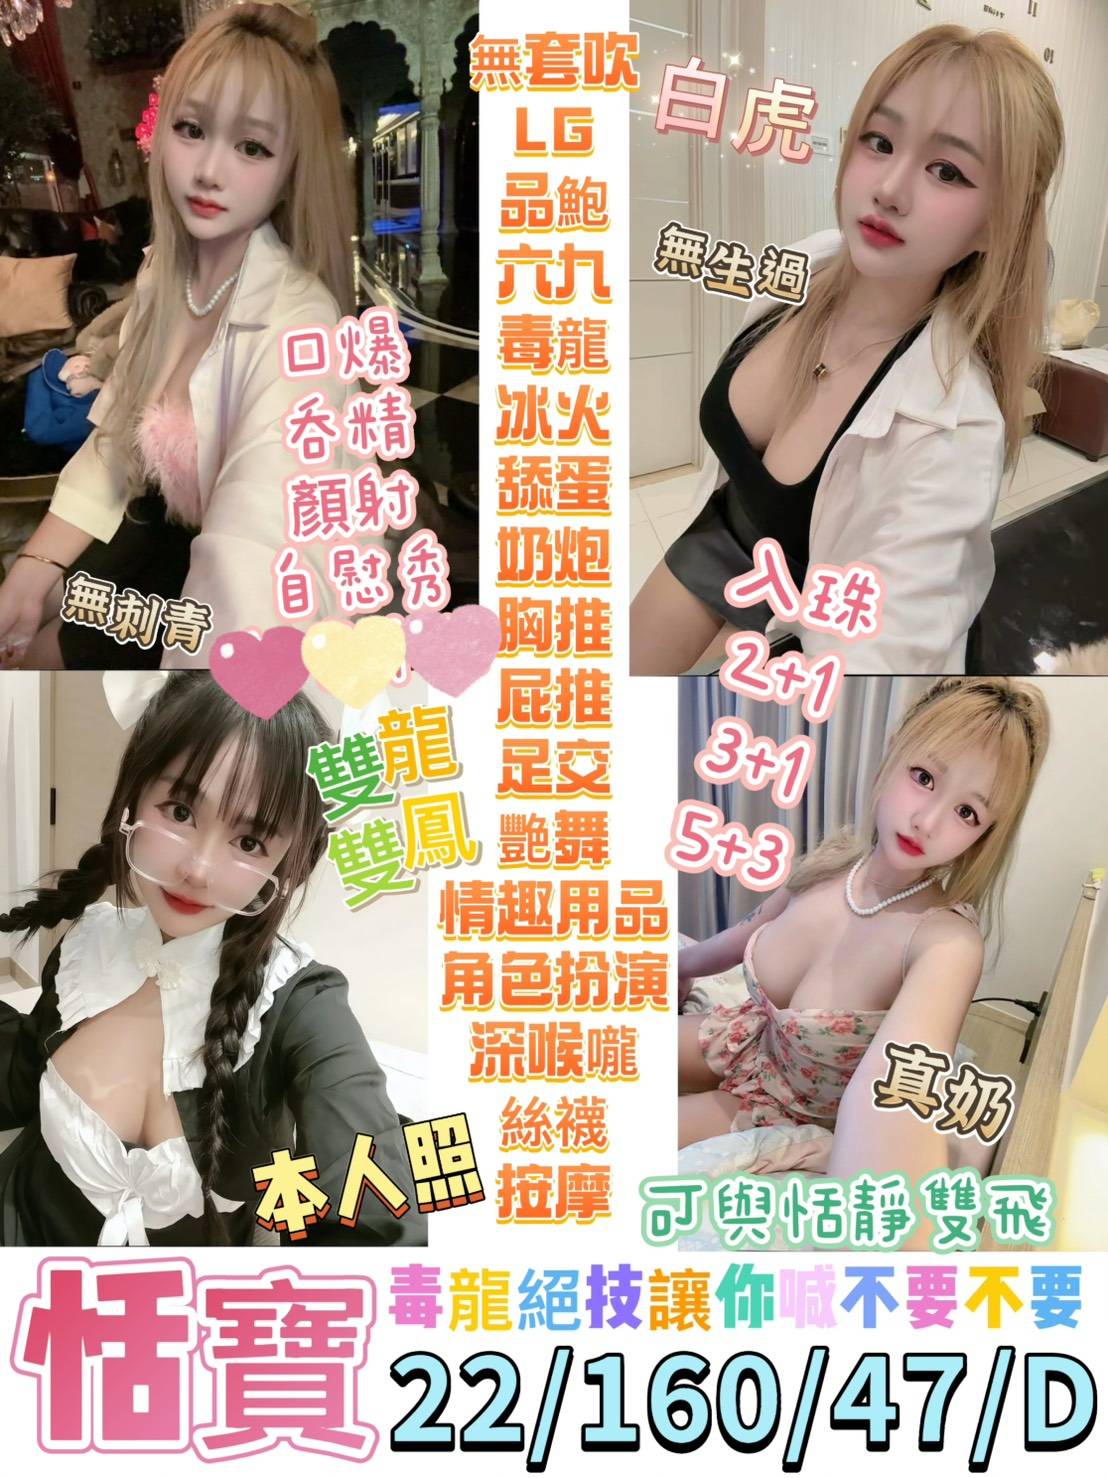 無套吹
LG
品鮑
六九
毒龍
冰火
舔蛋
奶炮
胸推
屁推
足交
艷舞
情趣用品
角色扮演
深喉嚨
絲襪
按摩
口爆
吞精
顏射
自慰秀
無刺青
白虎
無生過
入珠
2+1
3+1
5+3
雙龍
雙鳳
本人照
真奶
可與恬靜雙飛
恬寶
毒龍絕技讓你喊不要不要
22/160/47/D